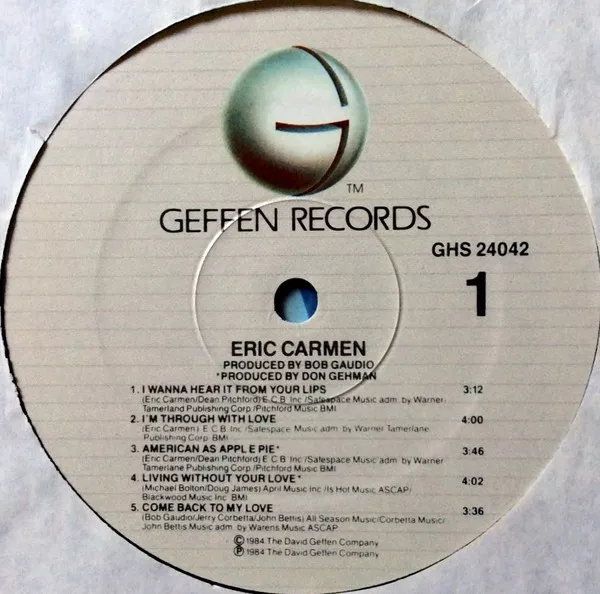 TM
GEFFEN RECORDS
GHS 24042
1
ERIC CARMEN
PRODUCED BY BOB GAUDIO
*PRODUCED BY DON GEHMAN
1. I WANNA HEAR IT FROM YOUR LIPS 3:12
(Eric Carmen/Dean Pitchford) E.C.B. Inc./Safespace Music adm. by Warner
Tamerland Publishing Corp./Pitchford Music BMI
2. I'M THROUGH WITH LOVE 4:00
(Eric Carmen) E.C.B. Inc./Safespace Music adm. by Warner Tamerlane
Publishing Corp. BMI
3. AMERICAN AS APPLE PIE* 3:46
(Eric Carmen/Dean Pitchford) E.C.B. Inc./Safespace Music adm. by Warner
Tamerlane Publishing Corp./Pitchford Music BMI
4. LIVING WITHOUT YOUR LOVE* 4:02
(Michael Bolton/Doug James) April Music Inc./Is Hot Music ASCAP/
Blackwood Music Inc. BMI
5. COME BACK TO MY LOVE 3:36
(Bob Gaudio/Jerry Corbetta/John Bettis) All Season Music/Corbetta Music/
John Bettis Music adm. by Warens Music ASCAP
©1984 The David Geffen Company
℗1984 The David Geffen Company